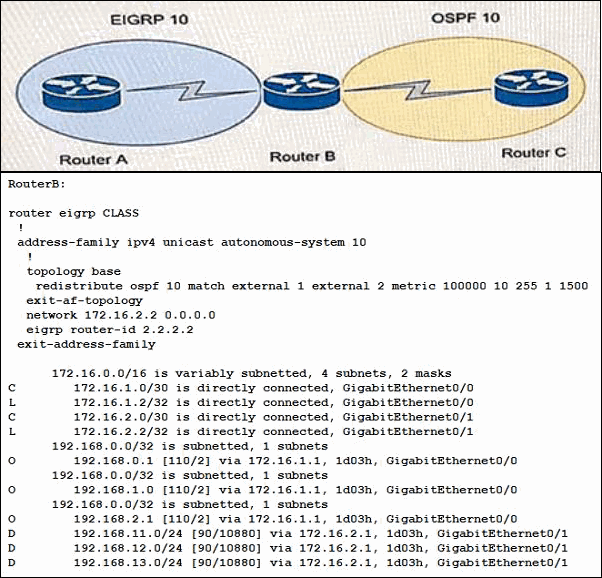 EIGRP 10
OSPF 10
Router A
Router B
Router C
RouterB:
router eigrp CLASS
!
address-family ipv4 unicast autonomous-system 10
!
topology base
redistribute ospf 10 match external 1 external 2 metric 100000 10 255 1 1500
exit-af-topology
network 172.16.2.2 0.0.0.0
eigrp router-id 2.2.2.2
exit-address-family
172.16.0.0/16 is variably subnetted, 4 subnets, 2 masks
C 172.16.1.0/30 is directly connected, GigabitEthernet0/0
L 172.16.1.2/32 is directly connected, GigabitEthernet0/0
C 172.16.2.0/30 is directly connected, GigabitEthernet0/1
L 172.16.2.2/32 is directly connected, GigabitEthernet0/1
192.168.0.0/32 is subnetted, 1 subnets
O 192.168.0.1 [110/2] via 172.16.1.1, 1d03h, GigabitEthernet0/0
192.168.0.0/32 is subnetted, 1 subnets
O 192.168.1.0 [110/2] via 172.16.1.1, 1d03h, GigabitEthernet0/0
192.168.0.0/32 is subnetted, 1 subnets
O 192.168.2.1 [110/2] via 172.16.1.1, 1d03h, GigabitEthernet0/0
D 192.168.11.0/24 [90/10880] via 172.16.2.1, 1d03h, GigabitEthernet0/1
D 192.168.12.0/24 [90/10880] via 172.16.2.1, 1d03h, GigabitEthernet0/1
D 192.168.13.0/24 [90/10880] via 172.16.2.1, 1d03h, GigabitEthernet0/1